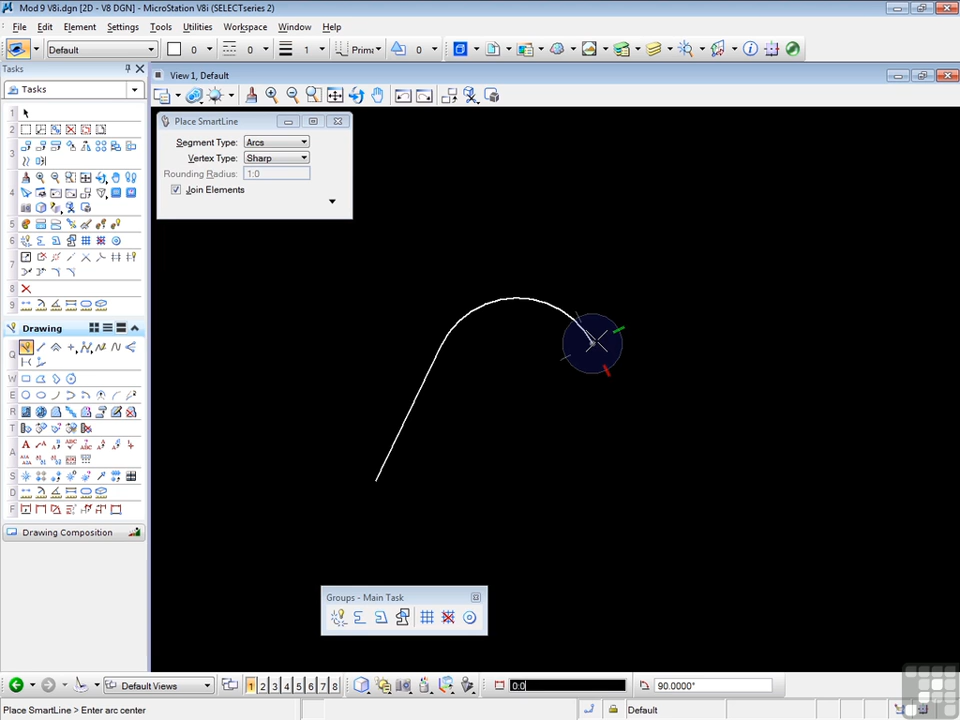 Mod 9 V8i.dgn [2D - V8 DGN] - MicroStation V8i (SELECTseries 2)
File Edit Element Settings Tools Utilities Workspace Window Help
Default 0 0 1 Prima 0
Tasks
Tasks
View 1, Default
1
2
3
4
5
6
7
8
9
Place SmartLine
Segment Type: Arcs
Vertex Type: Sharp
Rounding Radius: 1:0
Join Elements
Drawing
Q
W
E
R
T
A
S
D
F
Drawing Composition
Groups - Main Task
Default Views 1 2 3 4 5 6 7 8 0:0 90.0000°
Place SmartLine > Enter arc center Default